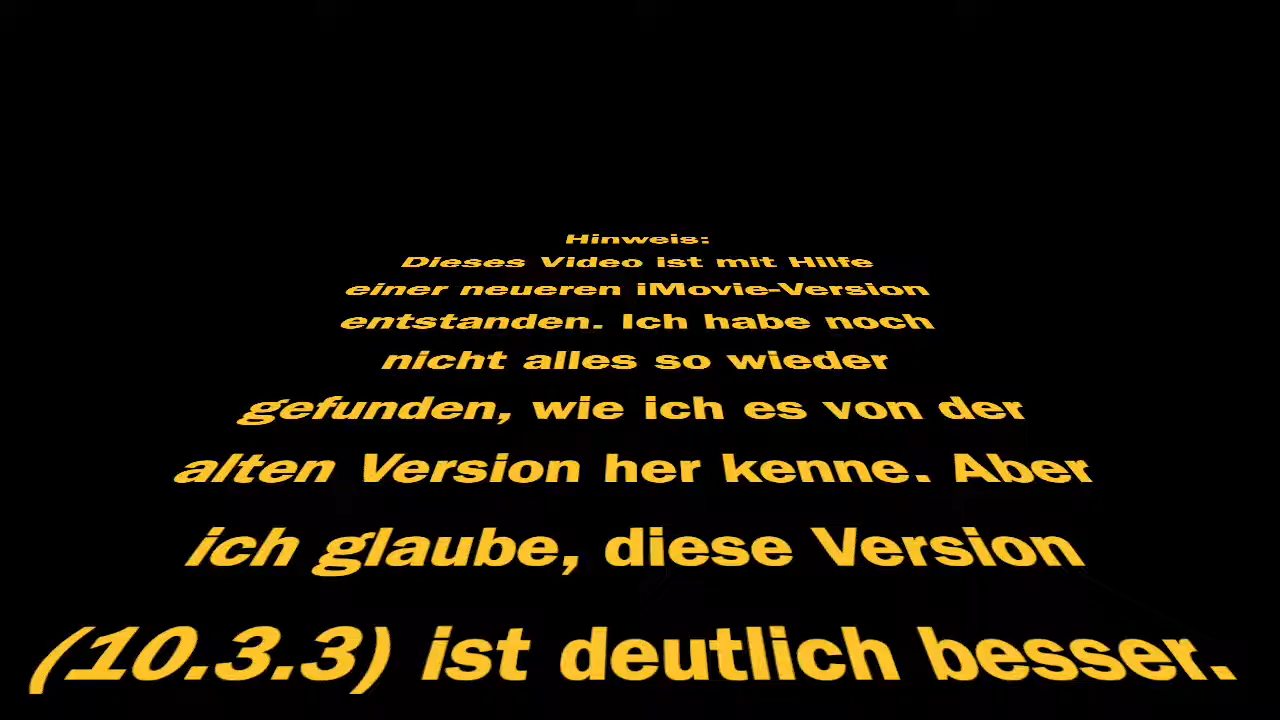 Hinweis:
Dieses Video ist mit Hilfe
einer neueren iMovie-Version
entstanden. Ich habe noch
nicht alles so wieder
gefunden, wie ich es von der
alten Version her kenne. Aber
ich glaube, diese Version
(10.3.3) ist deutlich besser.